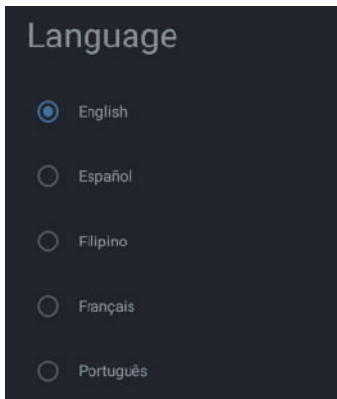 Language
English
Español
Filipino
Français
Português